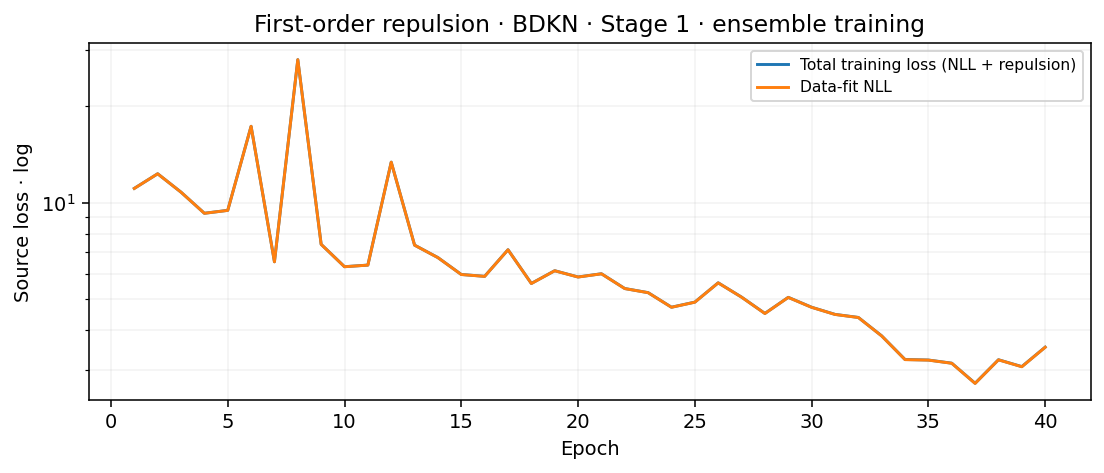 First-order repulsion · BDKN · Stage 1 · ensemble training
Total training loss (NLL + repulsion)
Data-fit NLL
Source loss · log
10¹
0 5 10 15 20 25 30 35 40
Epoch